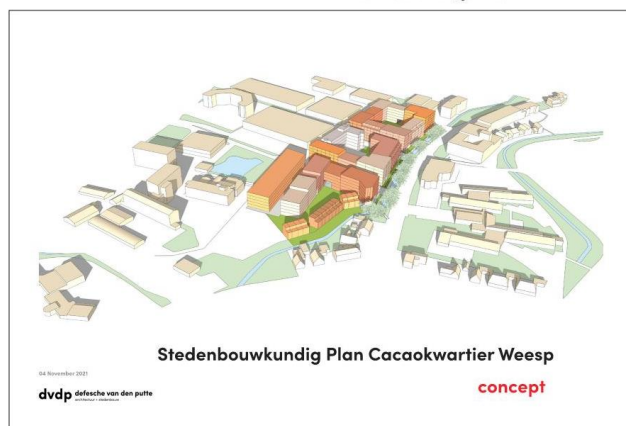 Stedenbouwkundig Plan Cacaokwartier Weesp
04 November 2021
dvdp defesche van den putte
architectuur + stedenbouw
concept